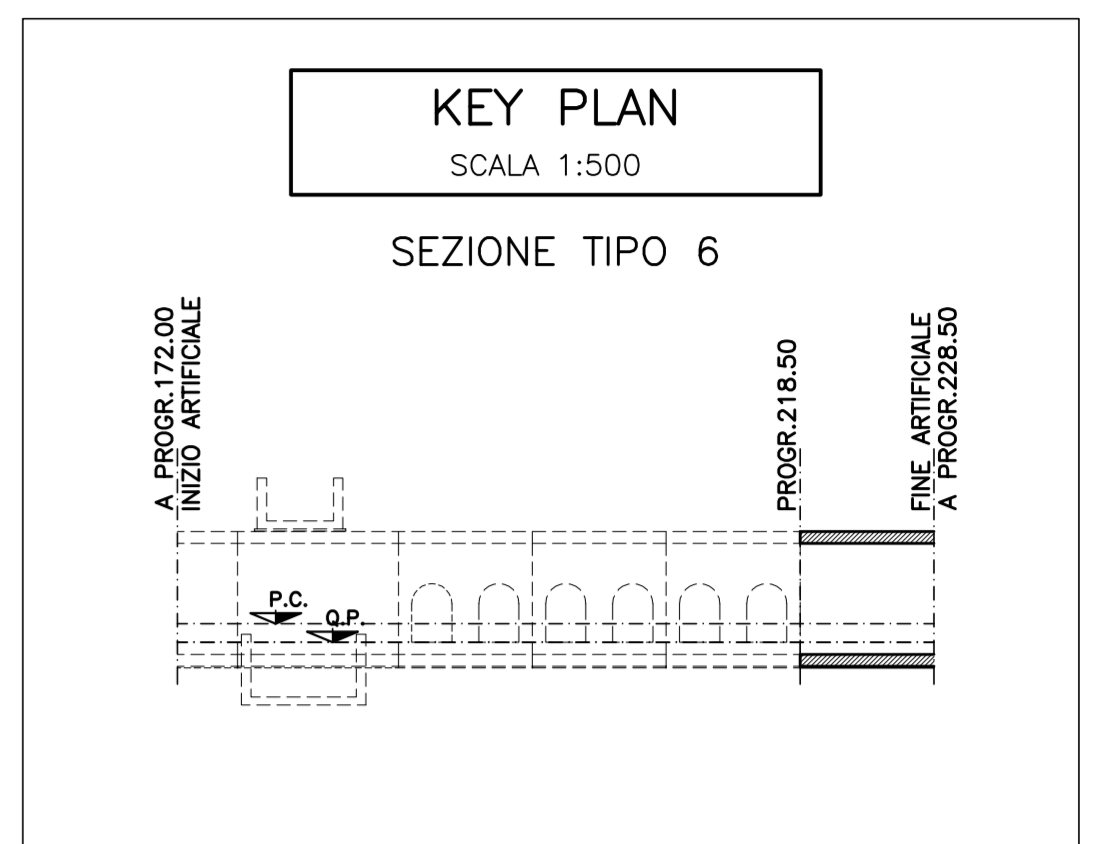 KEY PLAN
SCALA 1:500
SEZIONE TIPO 6
A PROGR.172.00
INIZIO ARTIFICIALE
PROGR.218.50
FINE ARTIFICIALE
A PROGR.228.50
P.C.
Q.P.